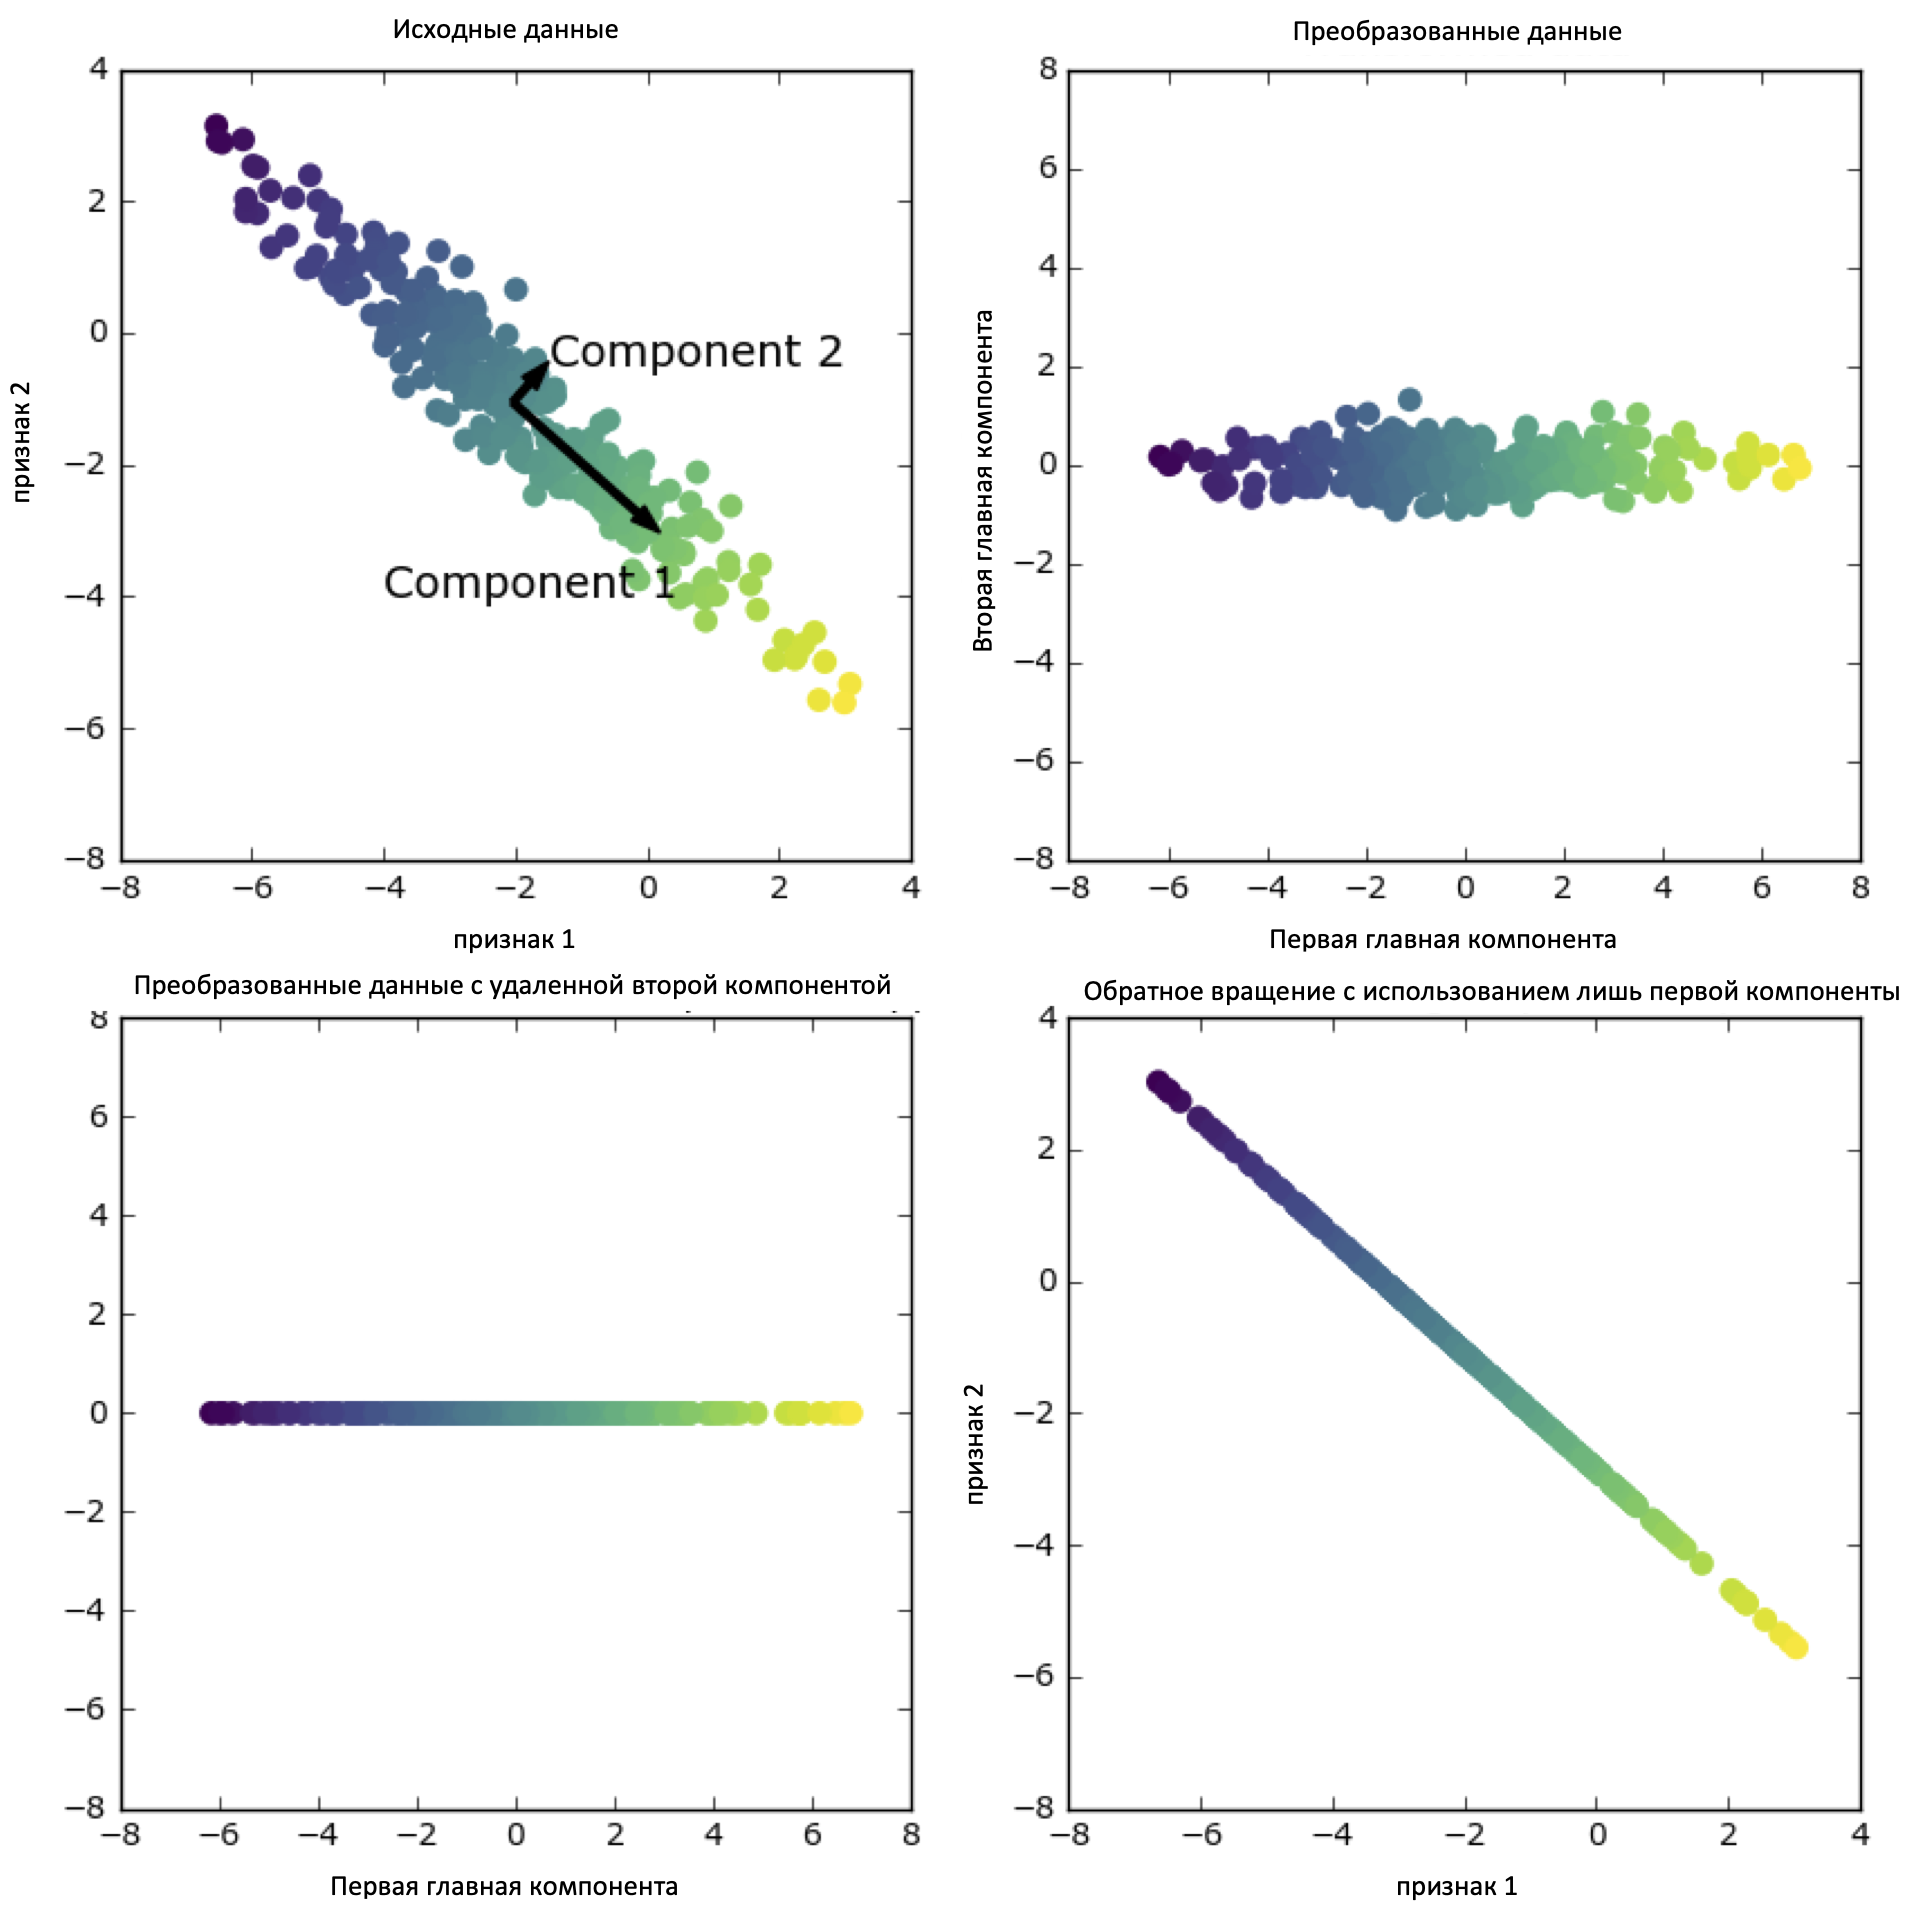 Исходные данные
4
2
0
−2
−4
−6
−8
−8 −6 −4 −2 0 2 4
признак 2
Component 2
Component 1
признак 1
Преобразованные данные
8
6
4
2
0
−2
−4
−6
−8
−8 −6 −4 −2 0 2 4 6 8
Вторая главная компонента
Первая главная компонента
Преобразованные данные с удаленной второй компонентой
8
6
4
2
0
−2
−4
−6
−8
−8 −6 −4 −2 0 2 4 6 8
Первая главная компонента
Обратное вращение с использованием лишь первой компоненты
4
2
0
−2
−4
−6
−8
−8 −6 −4 −2 0 2 4
признак 2
признак 1